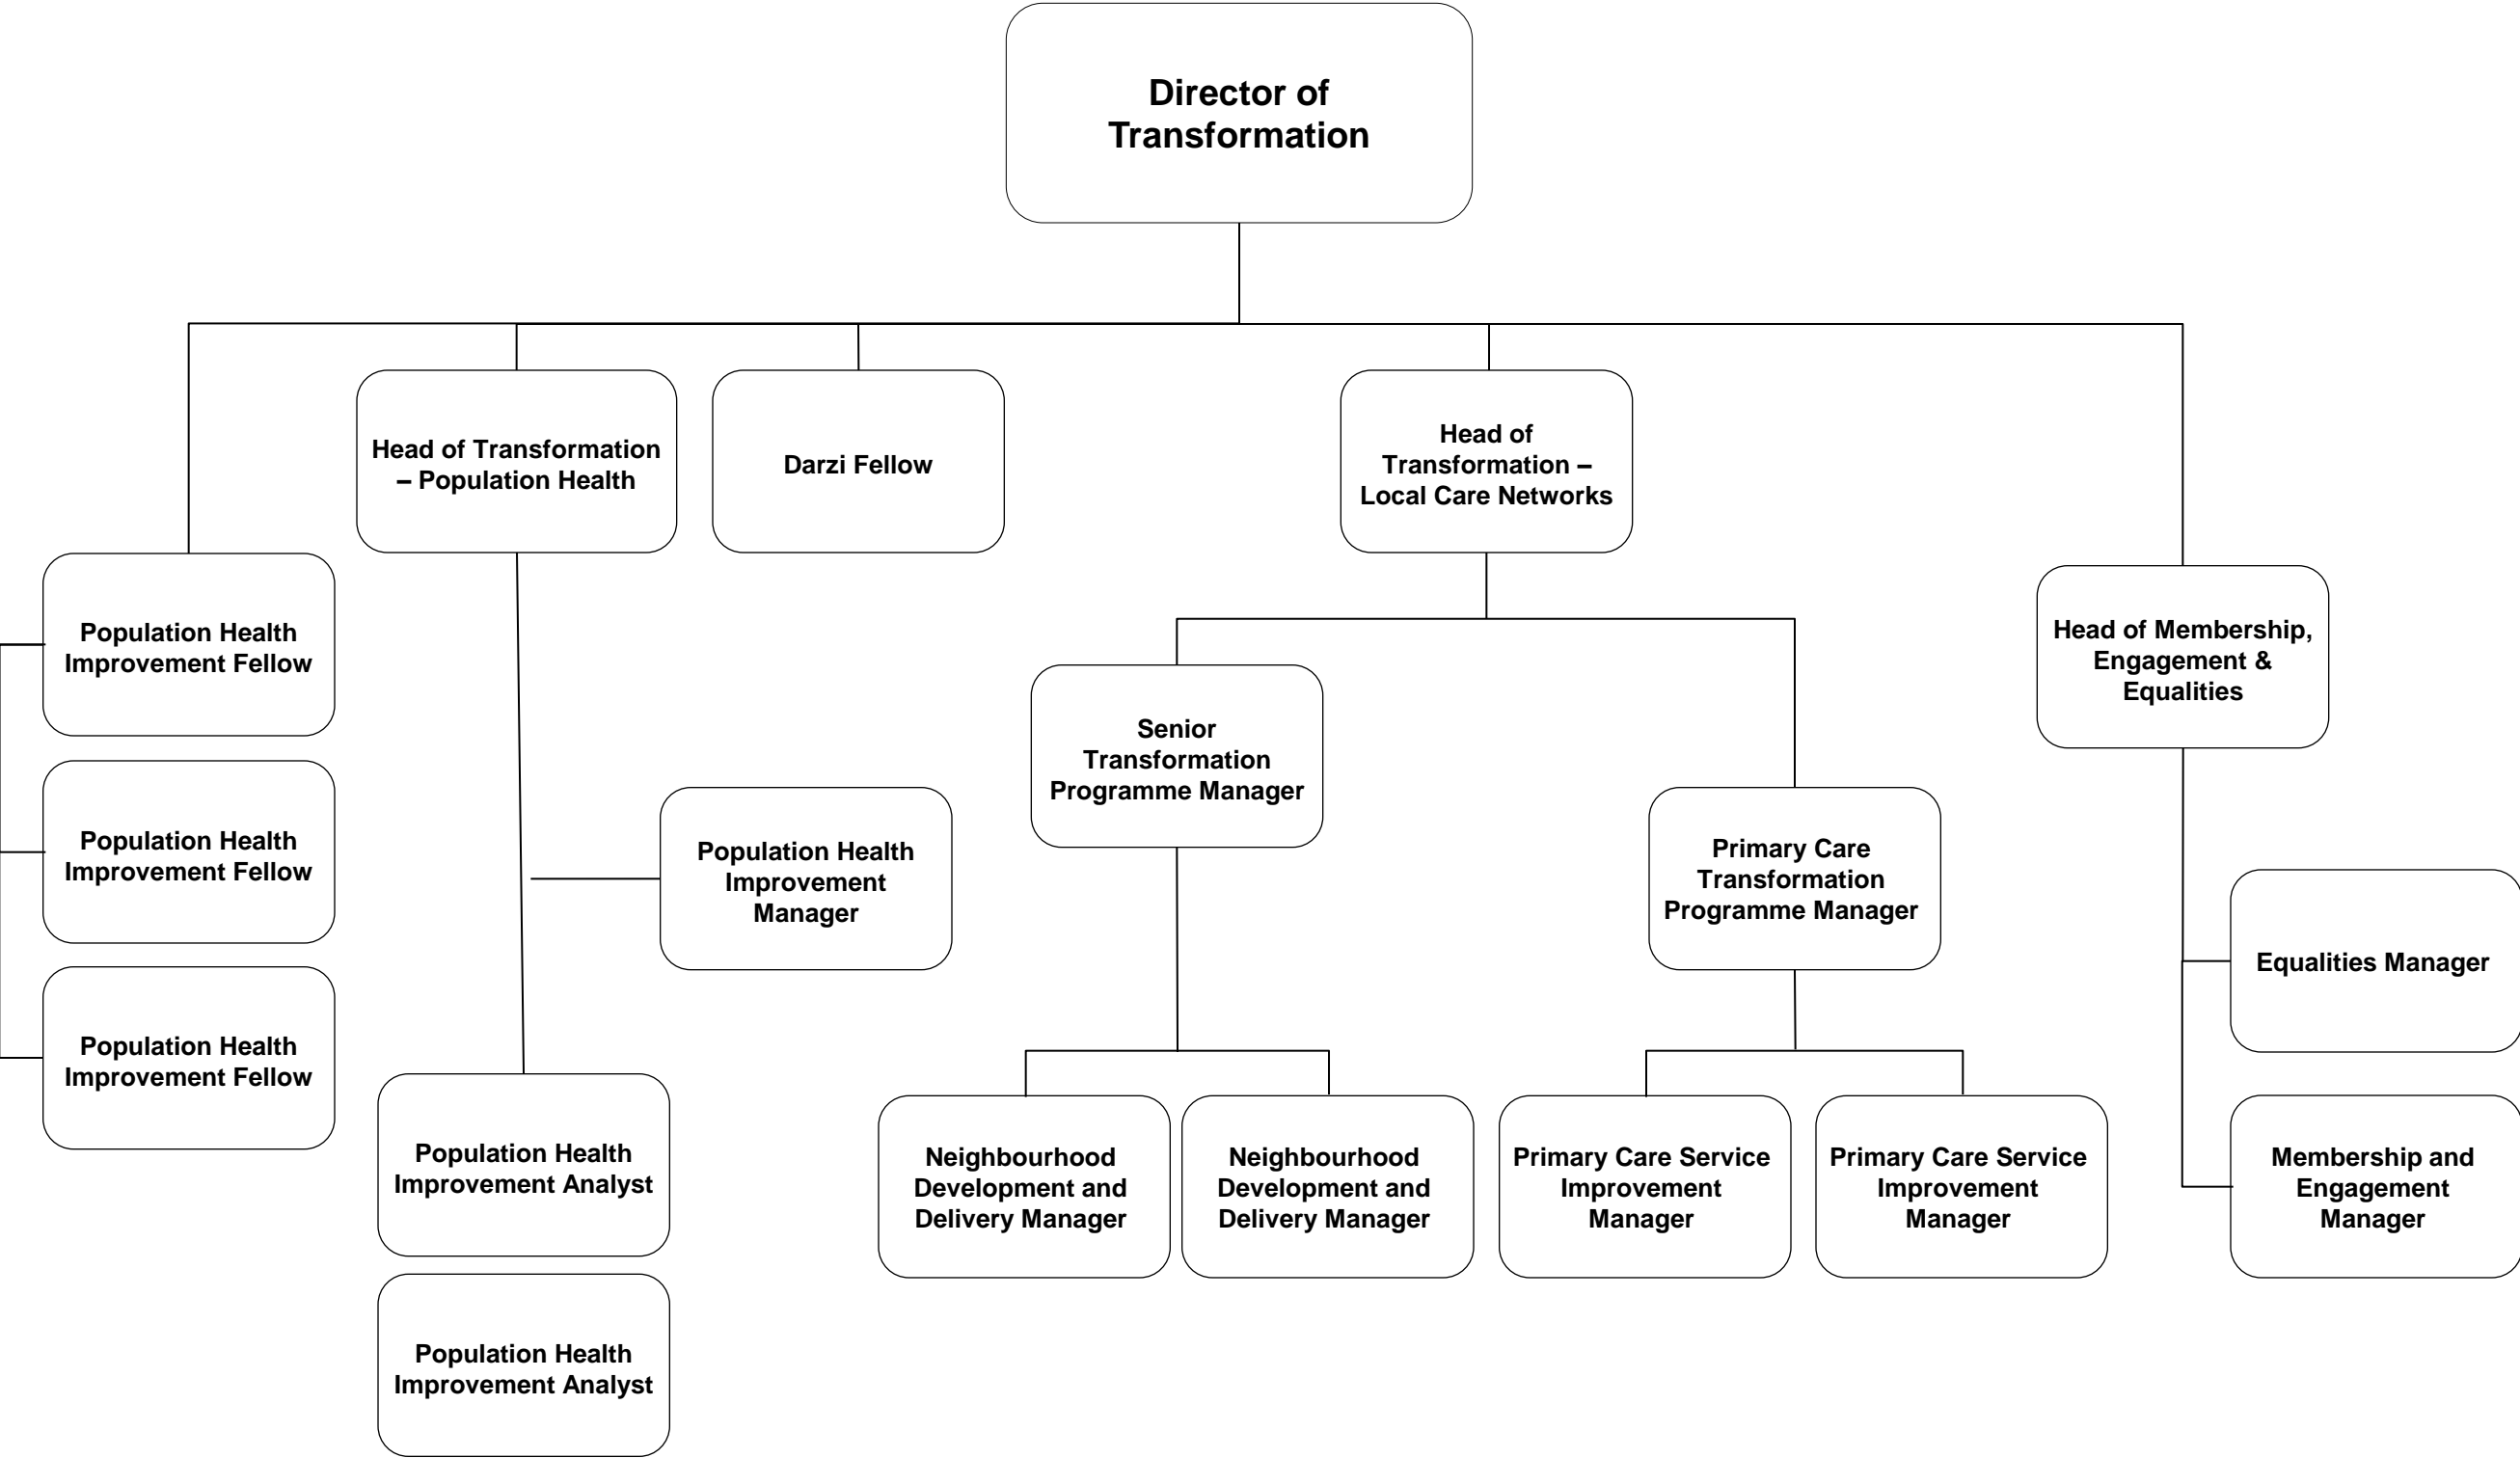 Director of
Transformation
Head of Transformation
– Population Health
Darzi Fellow
Head of
Transformation –
Local Care Networks
Population Health
Improvement Fellow
Head of Membership,
Engagement &
Equalities
Senior
Transformation
Programme Manager
Population Health
Improvement Fellow
Population Health
Improvement
Manager
Primary Care
Transformation
Programme Manager
Equalities Manager
Population Health
Improvement Fellow
Population Health
Improvement Analyst
Neighbourhood
Development and
Delivery Manager
Neighbourhood
Development and
Delivery Manager
Primary Care Service
Improvement
Manager
Primary Care Service
Improvement
Manager
Membership and
Engagement
Manager
Population Health
Improvement Analyst